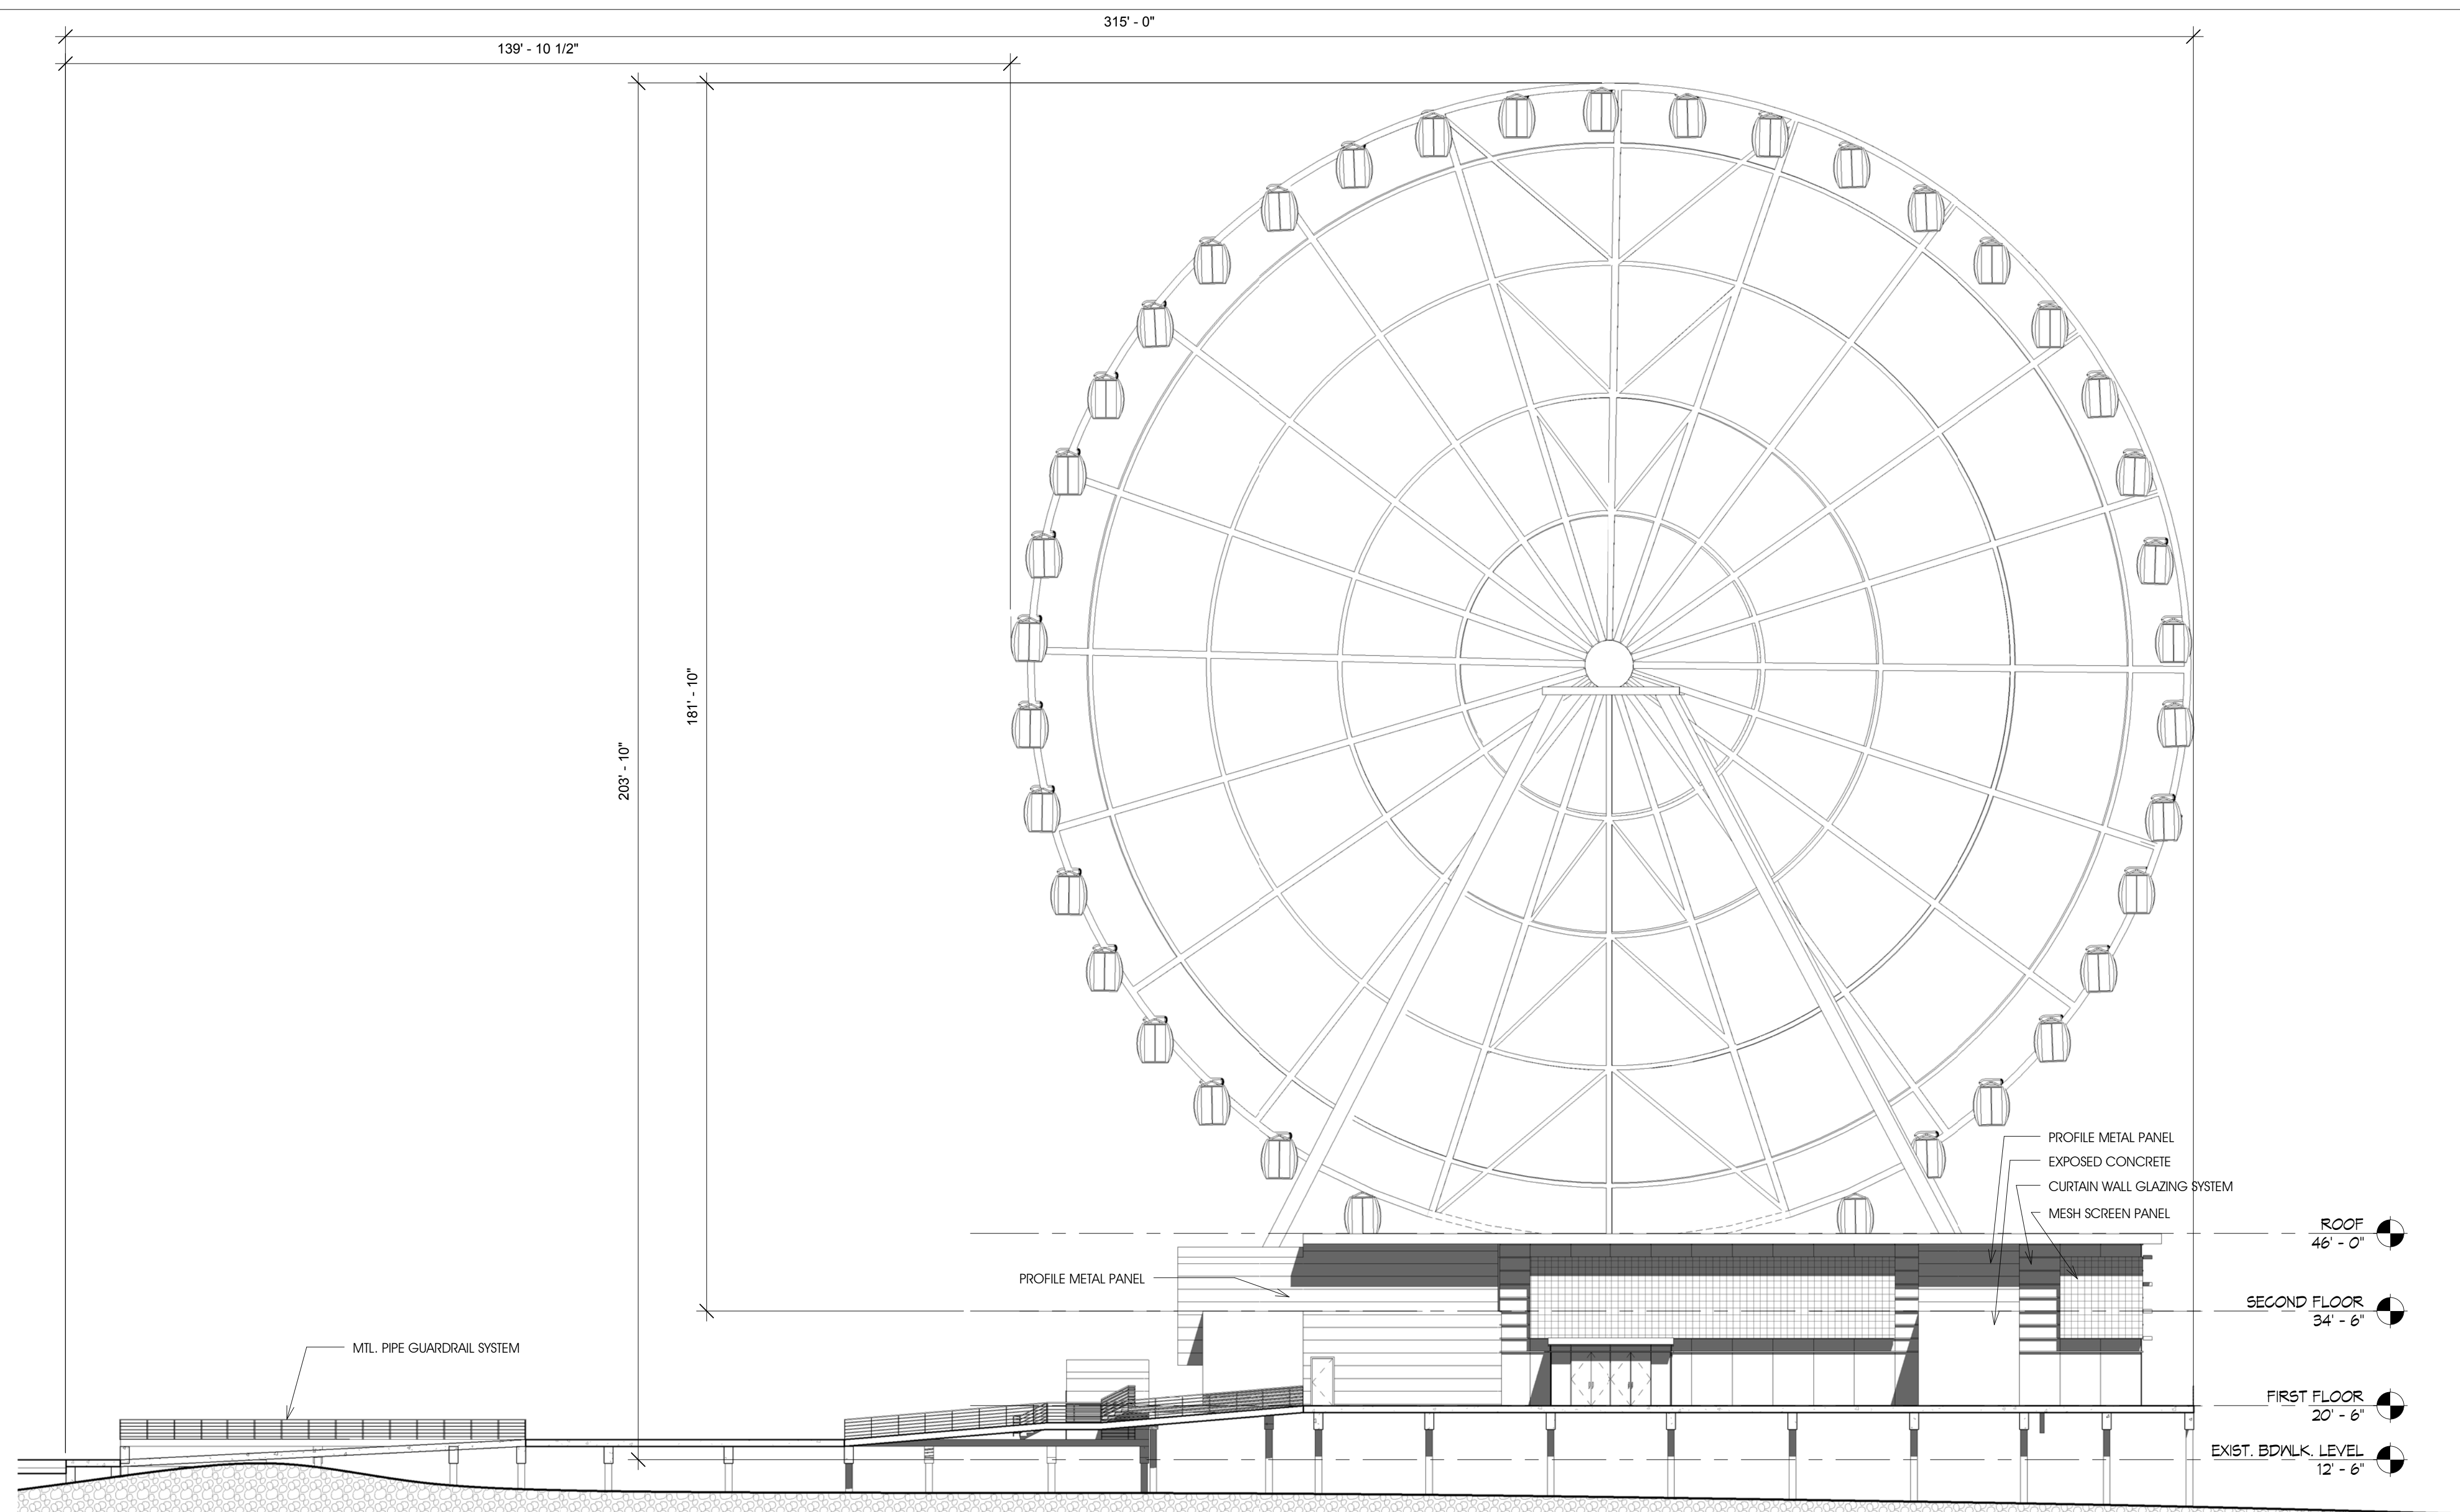 315' - 0"
139' - 10 1/2"
181' - 10"
203' - 10"
PROFILE METAL PANEL
EXPOSED CONCRETE
CURTAIN WALL GLAZING SYSTEM
MESH SCREEN PANEL
ROOF
46' - 0"
PROFILE METAL PANEL
SECOND FLOOR
34' - 6"
MTL. PIPE GUARDRAIL SYSTEM
FIRST FLOOR
20' - 6"
EXIST. BDWLK. LEVEL
12' - 6"